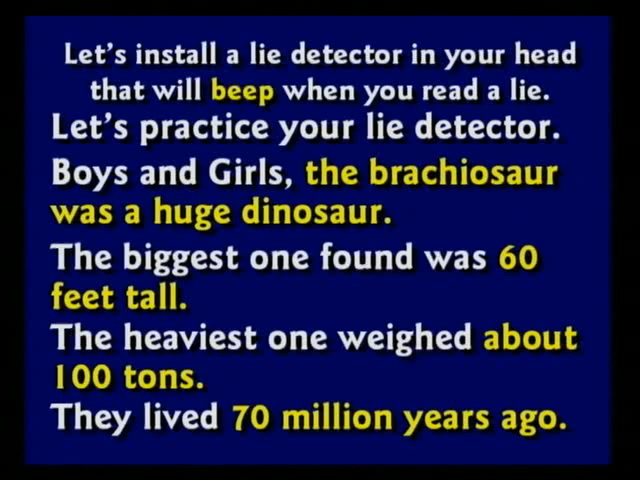 Let's install a lie detector in your head
that will beep when you read a lie.
Let's practice your lie detector.
Boys and Girls, the brachiosaur
was a huge dinosaur.
The biggest one found was 60
feet tall.
The heaviest one weighed about
100 tons.
They lived 70 million years ago.